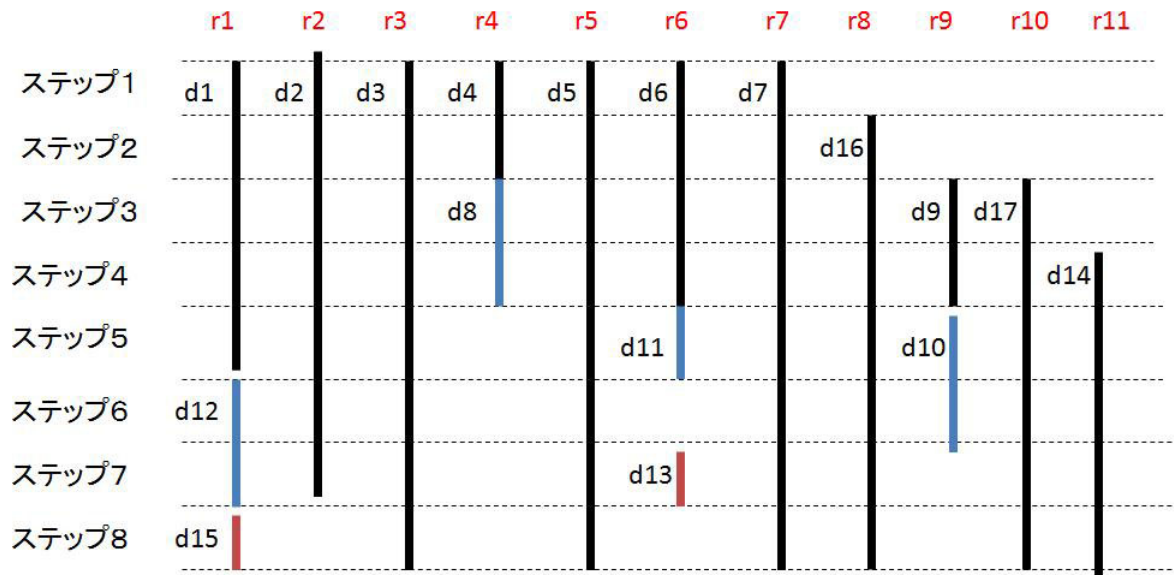 r1 r2 r3 r4 r5 r6 r7 r8 r9 r10 r11
ステップ1 d1 d2 d3 d4 d5 d6 d7
ステップ2 d16
ステップ3 d8 d9 d17
ステップ4 d14
ステップ5 d11 d10
ステップ6 d12
ステップ7 d13
ステップ8 d15